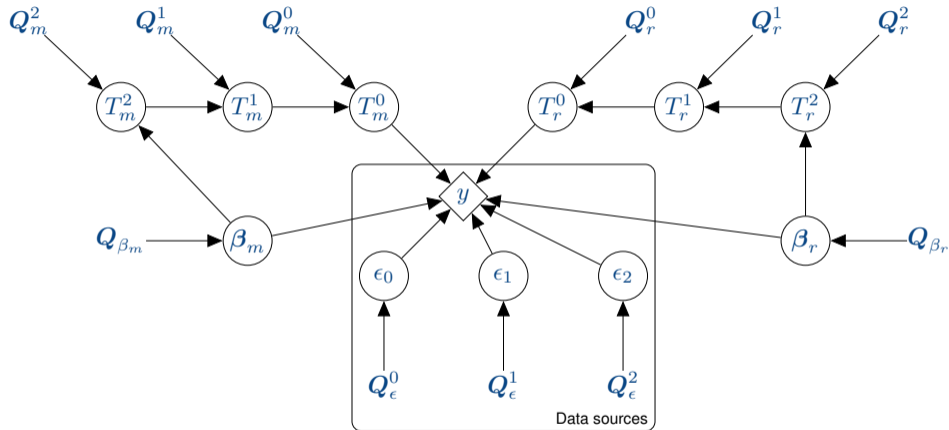 Q_m^2 Q_m^1 Q_m^0 Q_r^0 Q_r^1 Q_r^2
T_m^2 T_m^1 T_m^0 T_r^0 T_r^1 T_r^2
y
Q_{β_m} β_m β_r Q_{β_r}
ϵ_0 ϵ_1 ϵ_2
Q_ϵ^0 Q_ϵ^1 Q_ϵ^2
Data sources